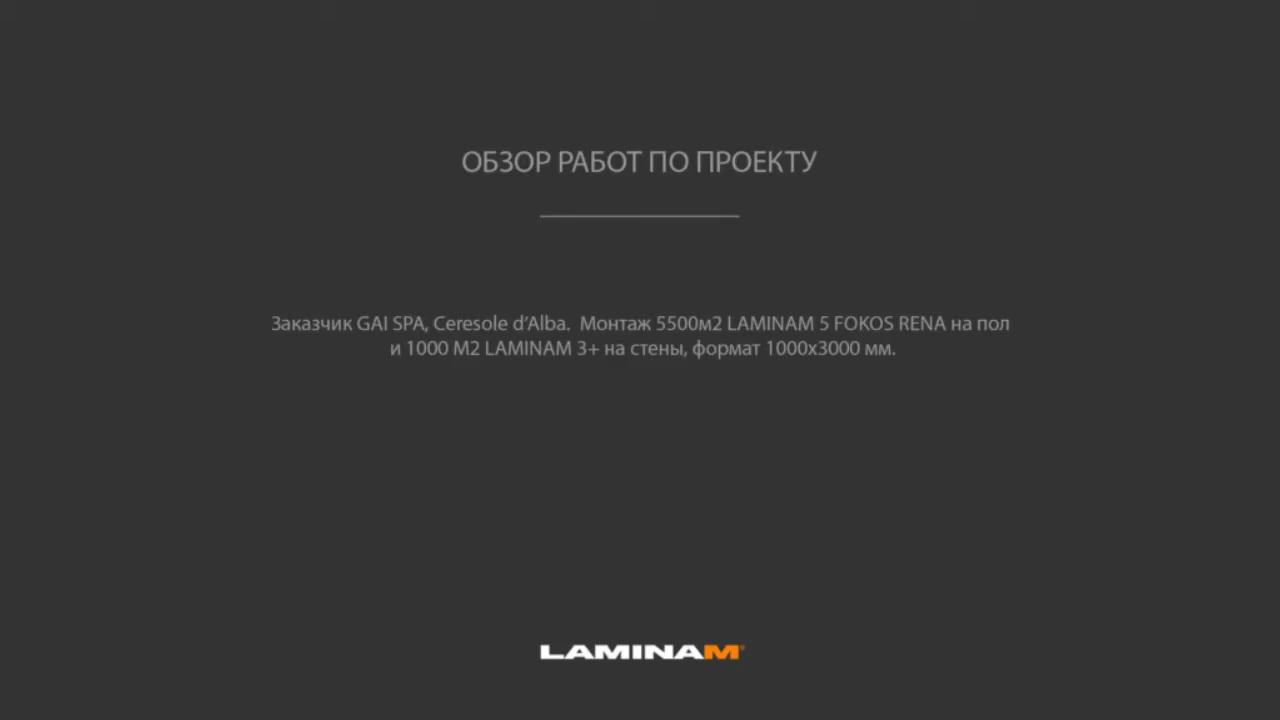 ОБЗОР РАБОТ ПО ПРОЕКТУ
Заказчик GAI SPA, Ceresole d’Alba. Монтаж 5500м2 LAMINAM 5 FOKOS RENA на пол
и 1000 М2 LAMINAM 3+ на стены, формат 1000х3000 мм.
LAMINAM